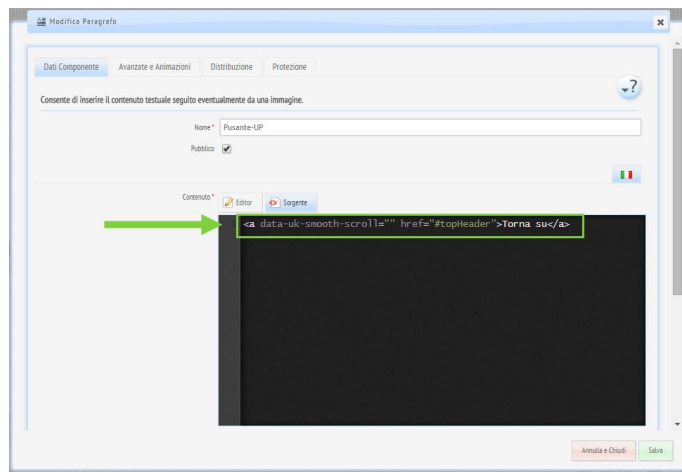 Modifica Paragrafo
Dati Componente Avanzate e Animazioni Distribuzione Protezione
?
Consente di inserire il contenuto testuale seguito eventualmente da una immagine.
Nome * Pusante-UP
Pubblico
Contenuto * Editor Sorgente
<a data-uk-smooth-scroll="" href="#topHeader">Torna su</a>
Annulla e Chiudi Salva